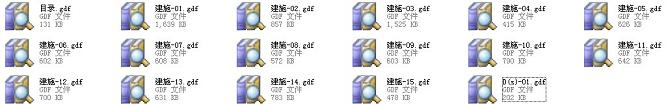 目录.gdf
GDF 文件
131 KB
建施-01.gdf
GDF 文件
1,639 KB
建施-02.gdf
GDF 文件
857 KB
建施-03.gdf
GDF 文件
1,525 KB
建施-04.gdf
GDF 文件
415 KB
建施-05.gdf
GDF 文件
626 KB
建施-06.gdf
GDF 文件
602 KB
建施-07.gdf
GDF 文件
608 KB
建施-08.gdf
GDF 文件
572 KB
建施-09.gdf
GDF 文件
603 KB
建施-10.gdf
GDF 文件
790 KB
建施-11.gdf
GDF 文件
642 KB
建施-12.gdf
GDF 文件
700 KB
建施-13.gdf
GDF 文件
631 KB
建施-14.gdf
GDF 文件
783 KB
建施-15.gdf
GDF 文件
478 KB
D(s)-01.gdf
GDF 文件
202 KB